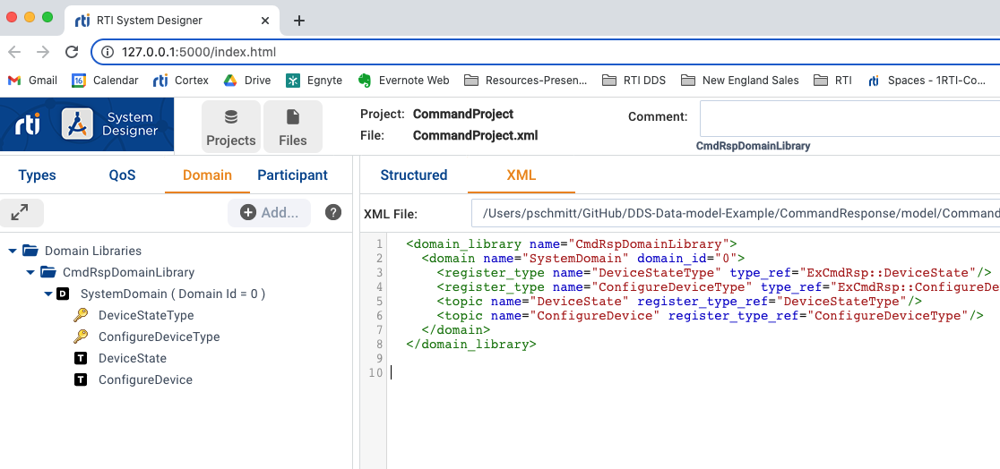 rti RTI System Designer
127.0.0.1:5000/index.html
Gmail 16 Calendar rti Cortex Drive Egnyte Evernote Web Resources-Presen... RTI DDS New England Sales RTI rti Spaces - 1RTI-Co...
rti System Designer
Projects Files
Project: CommandProject
File: CommandProject.xml
Comment:
CmdRspDomainLibrary
Types QoS Domain Participant
Add... ?
Domain Libraries
CmdRspDomainLibrary
D SystemDomain ( Domain Id = 0 )
DeviceStateType
ConfigureDeviceType
T DeviceState
T ConfigureDevice
Structured XML
XML File: /Users/pschmitt/GitHub/DDS-Data-model-Example/CommandResponse/model/Command
1 <domain_library name="CmdRspDomainLibrary">
2 <domain name="SystemDomain" domain_id="0">
3 <register_type name="DeviceStateType" type_ref="ExCmdRsp::DeviceState"/>
4 <register_type name="ConfigureDeviceType" type_ref="ExCmdRsp::ConfigureDe
5 <topic name="DeviceState" register_type_ref="DeviceStateType"/>
6 <topic name="ConfigureDevice" register_type_ref="ConfigureDeviceType"/>
7 </domain>
8 </domain_library>
9
10